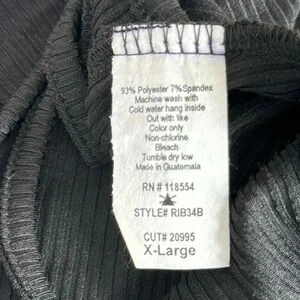 93% Polyester 7%Spandex
Machine wash with
Cold water hang inside
Out with like
Color only
Non-chlorine
Bleach
Tumble dry low
Made in Guatemala
RN # 118554
STYLE# RIB34B
CUT# 20995
X-Large